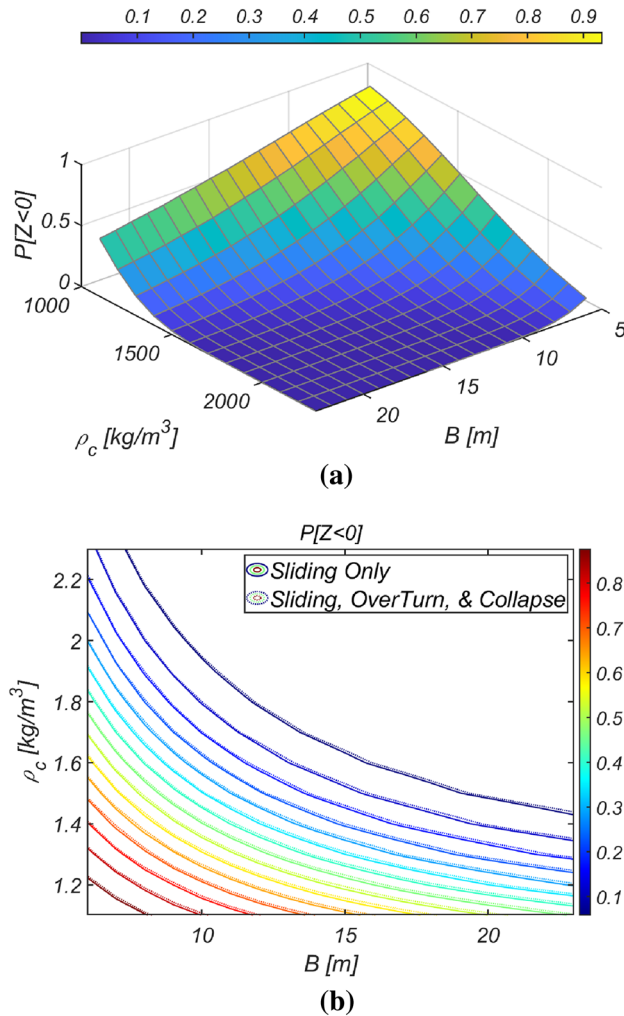 0.1 0.2 0.3 0.4 0.5 0.6 0.7 0.8 0.9
1
0.5
0
P[Z<0]
1000
1500
2000
ρc [kg/m3]
5
10
15
20
B [m]
(a)
P[Z<0]
Sliding Only
Sliding, OverTurn, & Collapse
2.2
2
1.8
1.6
1.4
1.2
ρc [kg/m3]
10 15 20
B [m]
0.8
0.7
0.6
0.5
0.4
0.3
0.2
0.1
(b)